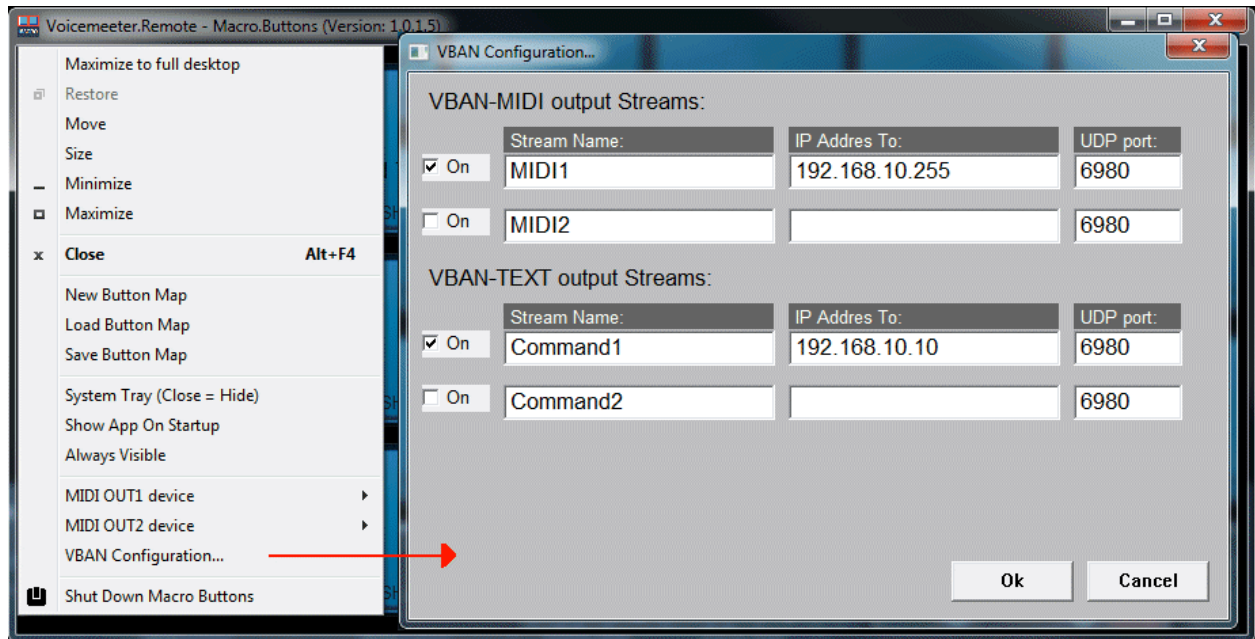 Voicemeeter.Remote - Macro.Buttons (Version: 1.0.1.5)
Maximize to full desktop
Restore
Move
Size
Minimize
Maximize
Close Alt+F4
New Button Map
Load Button Map
Save Button Map
System Tray (Close = Hide)
Show App On Startup
Always Visible
MIDI OUT1 device
MIDI OUT2 device
VBAN Configuration...
Shut Down Macro Buttons
VBAN Configuration...
VBAN-MIDI output Streams:
Stream Name: IP Addres To: UDP port:
On MIDI1 192.168.10.255 6980
On MIDI2 6980
VBAN-TEXT output Streams:
Stream Name: IP Addres To: UDP port:
On Command1 192.168.10.10 6980
On Command2 6980
Ok Cancel